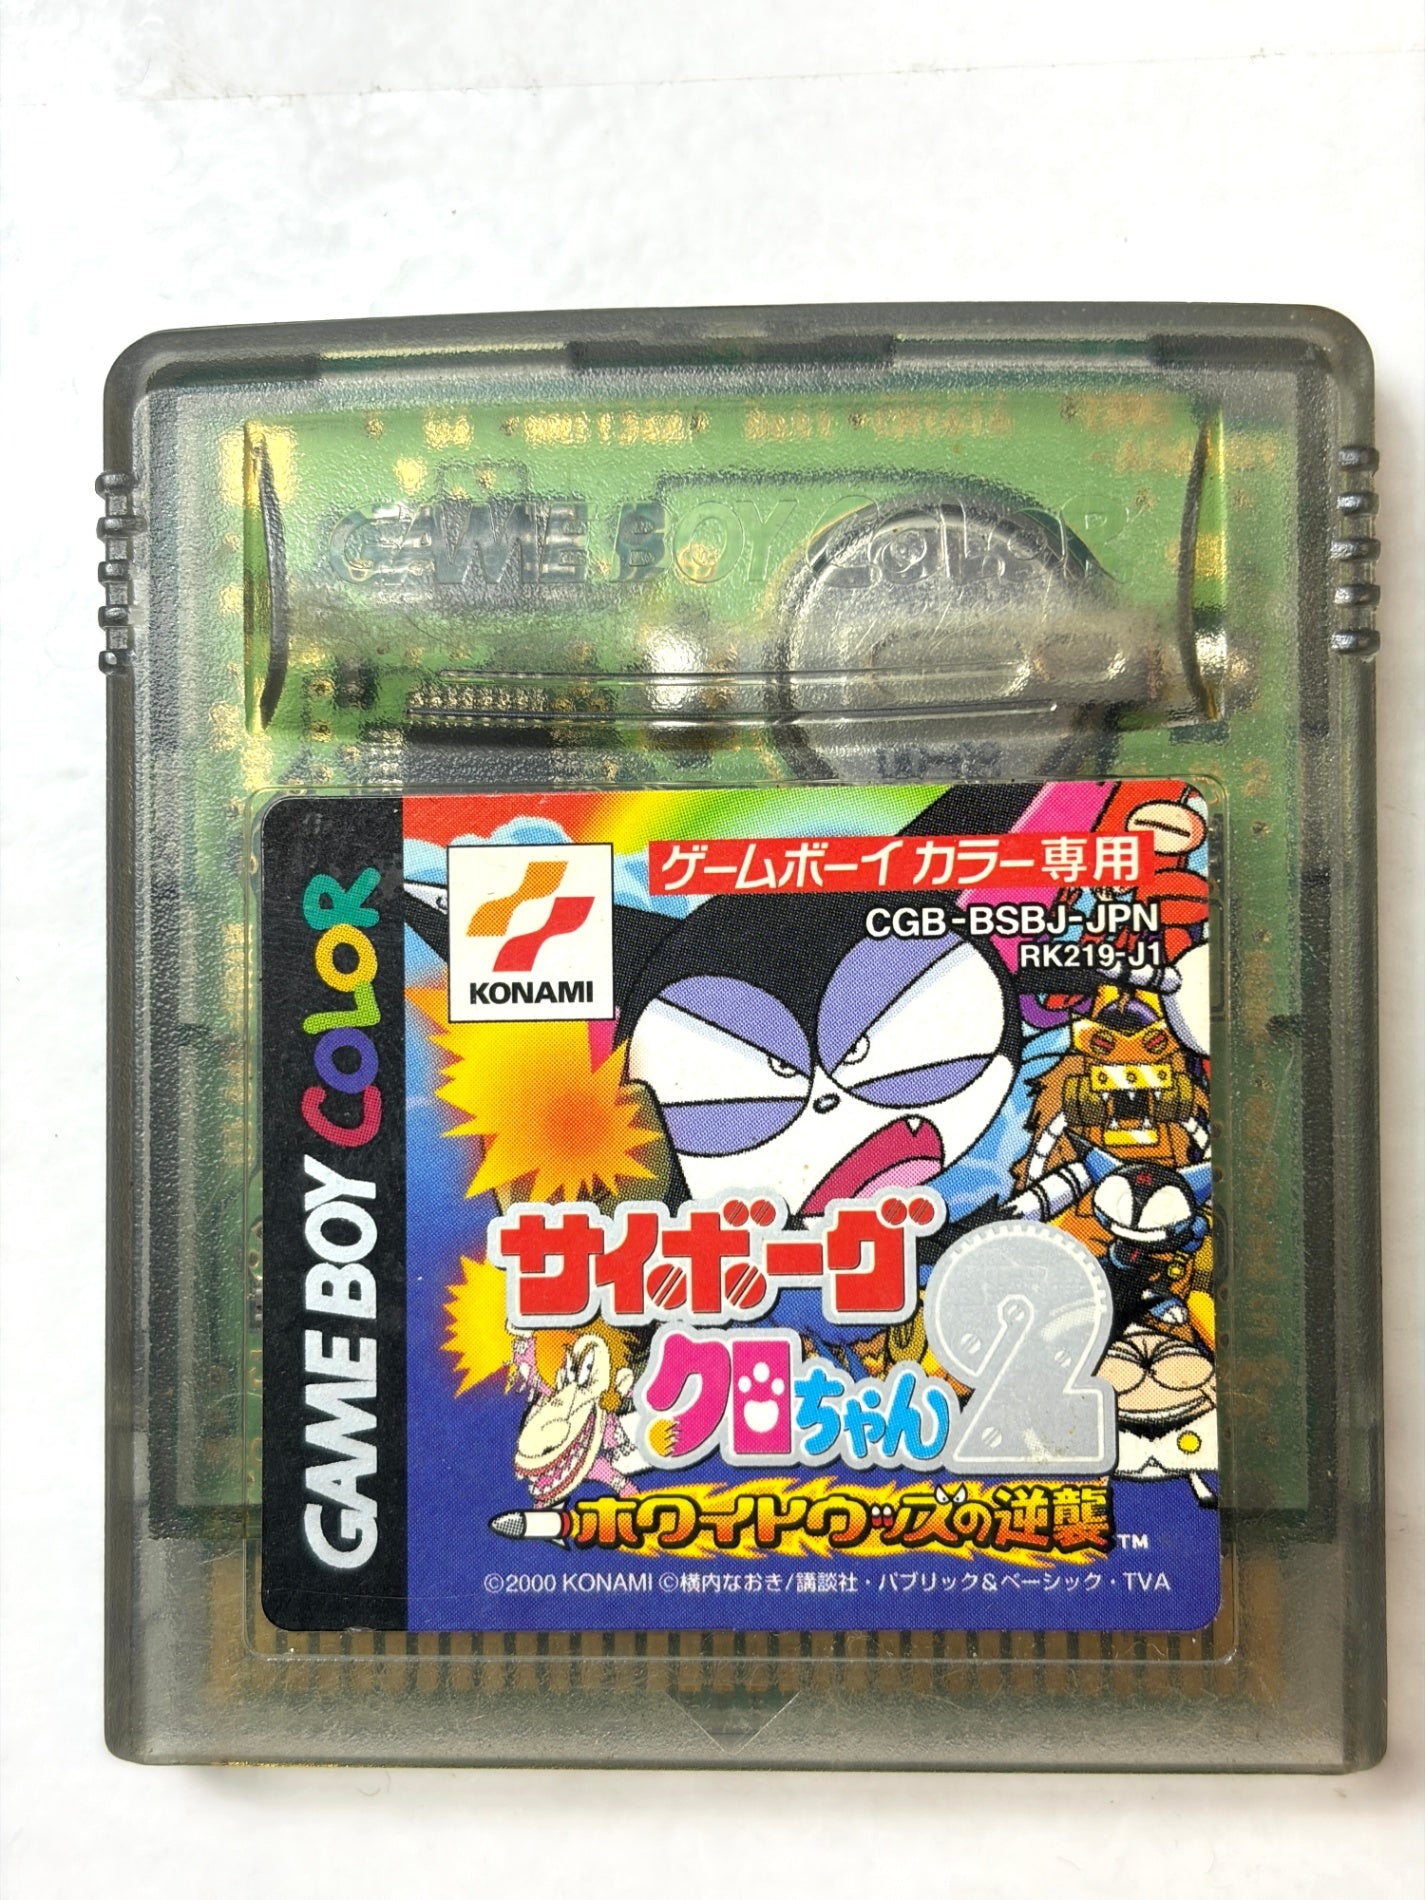 GAME BOY COLOR
GAME BOY COLOR
KONAMI
ゲームボーイ カラー専用
CGB-BSBJ-JPN
RK219-J1
サイボーグ
クロちゃん2
ホワイトウッズの逆襲™
©2000 KONAMI ©横内なおき/講談社・パブリック&ベーシック・TVA